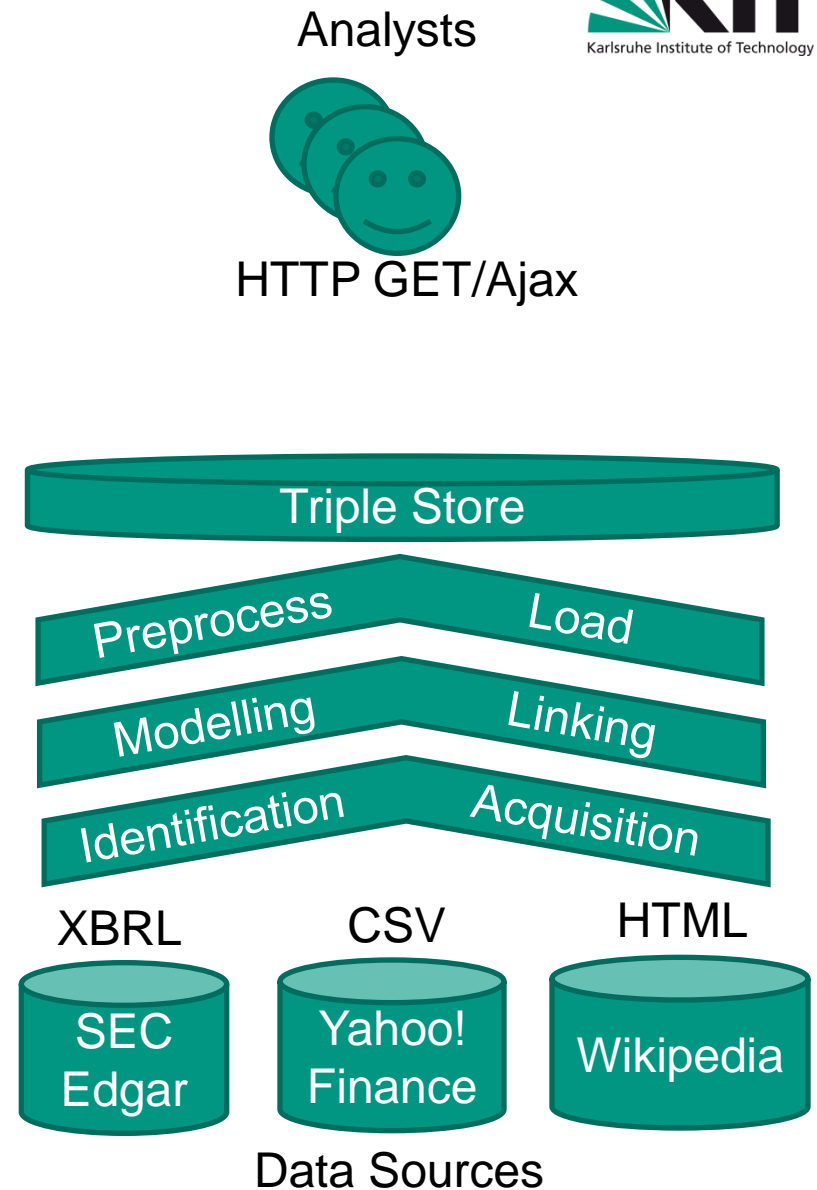 Analysts
KIT
Karlsruhe Institute of Technology
HTTP GET/Ajax
Triple Store
Preprocess Load
Modelling Linking
Identification Acquisition
XBRL CSV HTML
SEC
Edgar
Yahoo!
Finance
Wikipedia
Data Sources